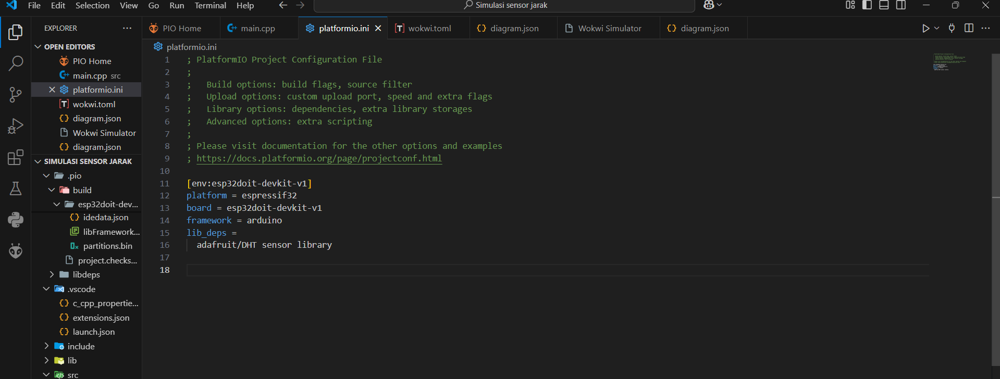 File Edit Selection View Go Run Terminal Help
Simulasi sensor jarak
EXPLORER
OPEN EDITORS
PIO Home
main.cpp src
platformio.ini
wokwi.toml
diagram.json
Wokwi Simulator
diagram.json
SIMULASI SENSOR JARAK
.pio
build
esp32doit-dev...
idedata.json
libFramework...
partitions.bin
project.checks...
libdeps
.vscode
c_cpp_propertie...
extensions.json
launch.json
include
lib
src
PIO Home main.cpp platformio.ini wokwi.toml diagram.json Wokwi Simulator diagram.json
platformio.ini
1 ; PlatformIO Project Configuration File
2 ;
3 ; Build options: build flags, source filter
4 ; Upload options: custom upload port, speed and extra flags
5 ; Library options: dependencies, extra library storages
6 ; Advanced options: extra scripting
7 ;
8 ; Please visit documentation for the other options and examples
9 ; https://docs.platformio.org/page/projectconf.html
10
11 [env:esp32doit-devkit-v1]
12 platform = espressif32
13 board = esp32doit-devkit-v1
14 framework = arduino
15 lib_deps =
16 adafruit/DHT sensor library
17
18